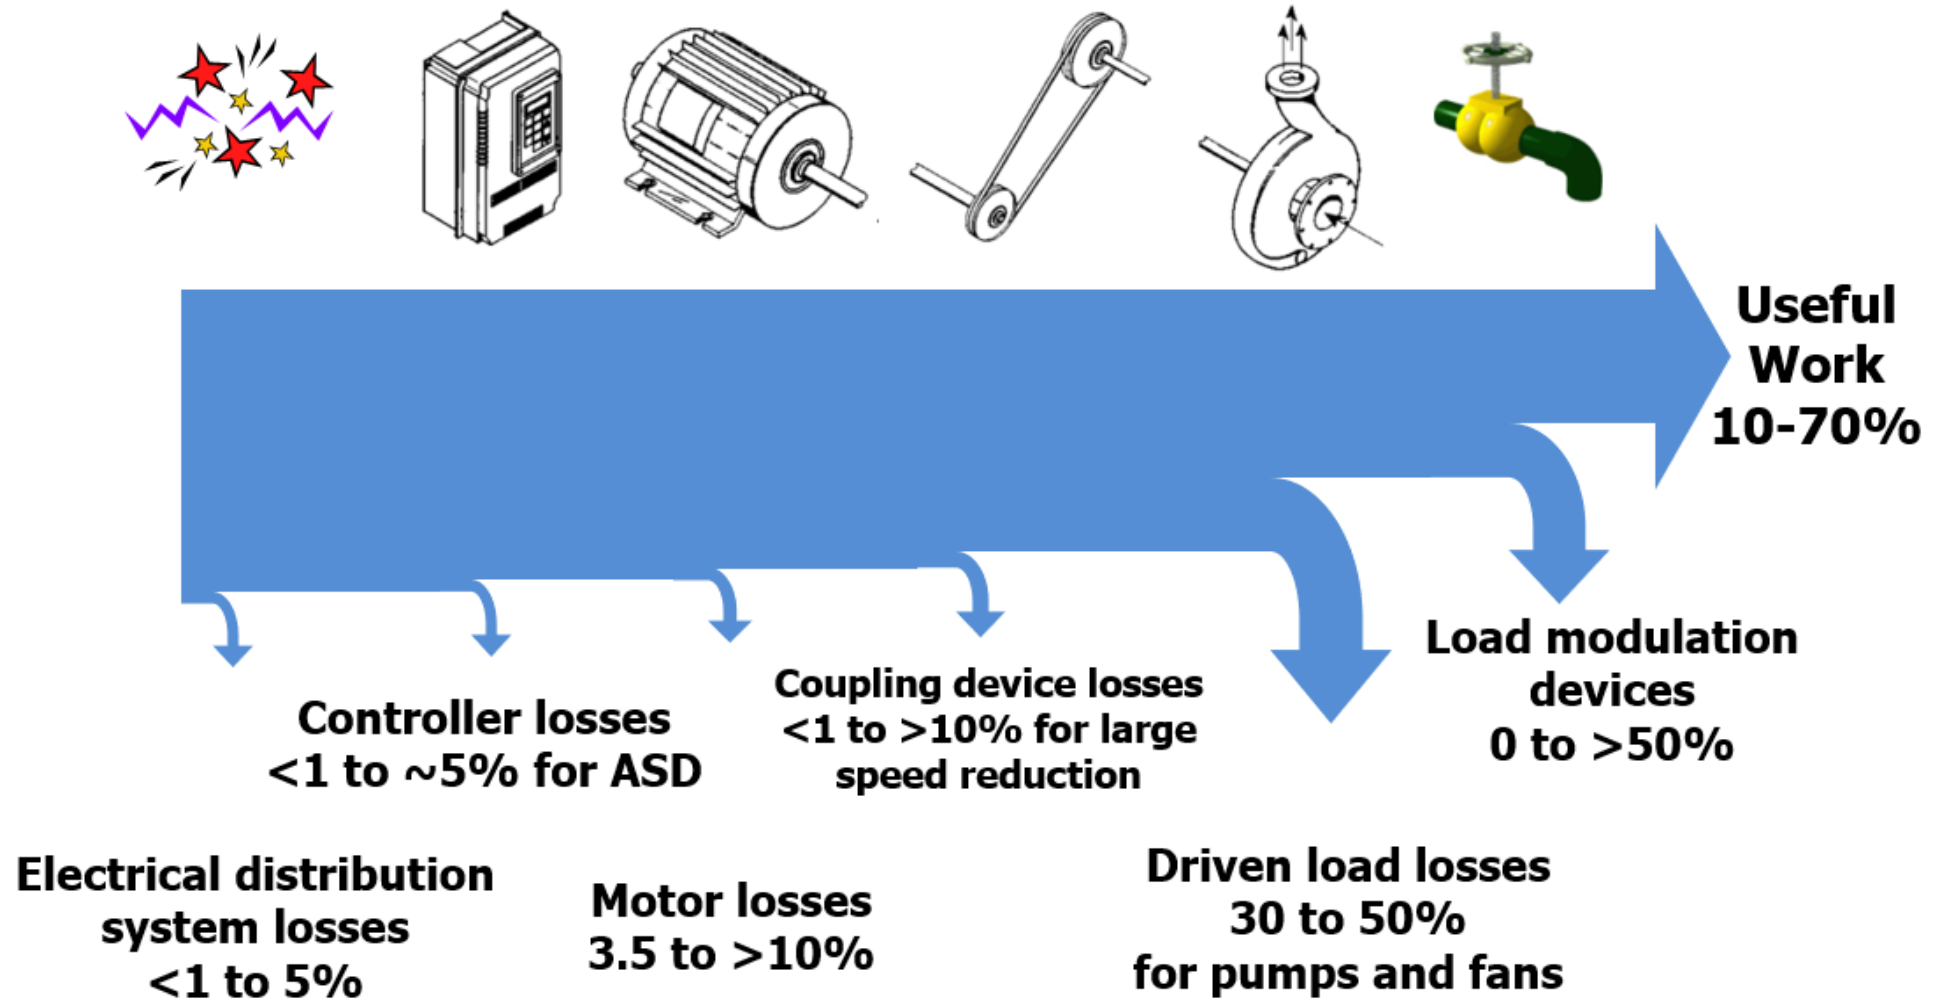 Useful
Work
10-70%
Load modulation
devices
0 to >50%
Coupling device losses
<1 to >10% for large
speed reduction
Controller losses
<1 to ~5% for ASD
Electrical distribution
system losses
<1 to 5%
Motor losses
3.5 to >10%
Driven load losses
30 to 50%
for pumps and fans